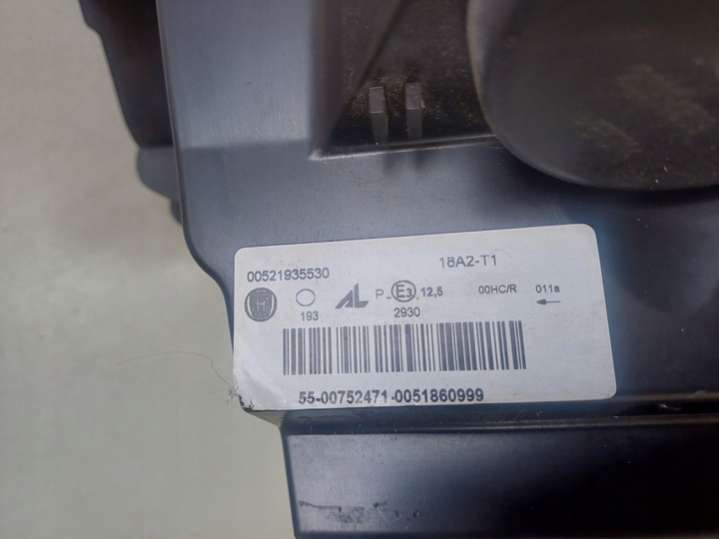 00521935530 18A2-T1
H AL P- E3 12,5 00HC/R 011a
193 2930
55-00752471-0051860999